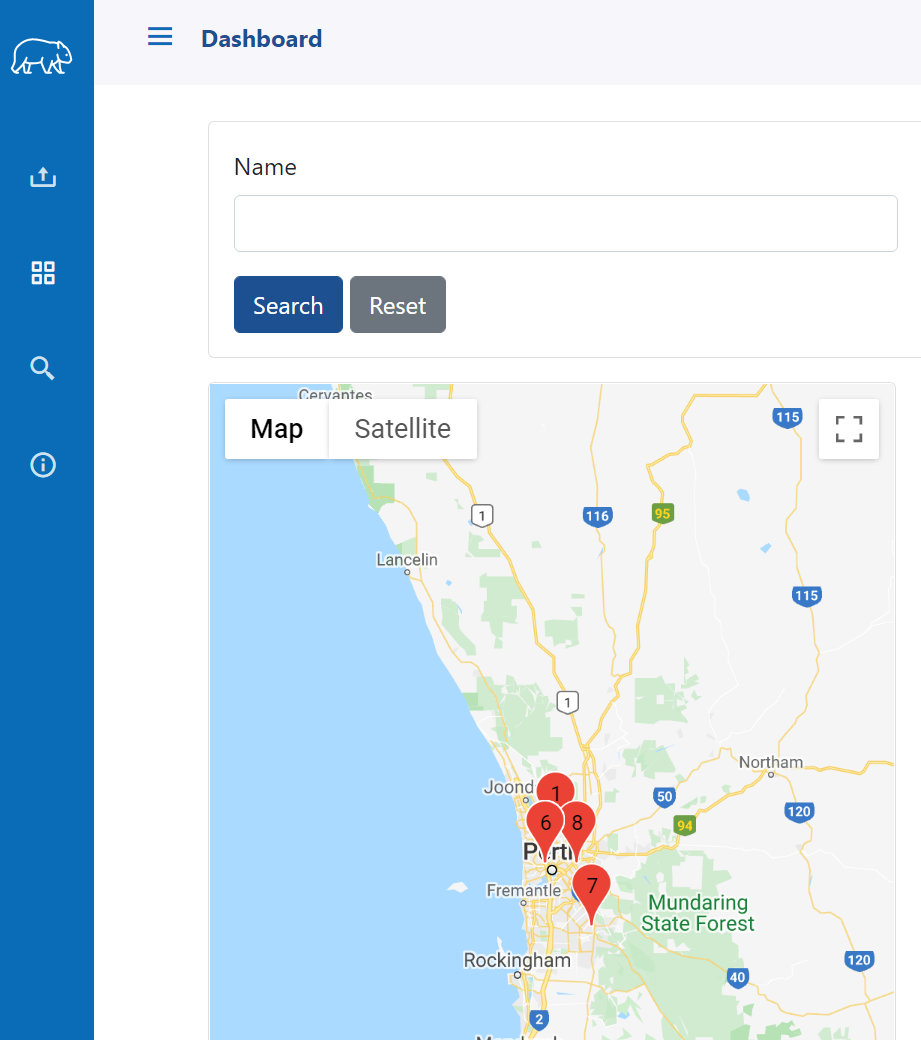 Dashboard
Name
Search Reset
Cervantes
Map Satellite
115
1
116
95
Lancelin
115
1
Northam
Joond
1
50
120
6
8
94
Perth
7
Fremantle
Mundaring
State Forest
Rockingham
120
40
2